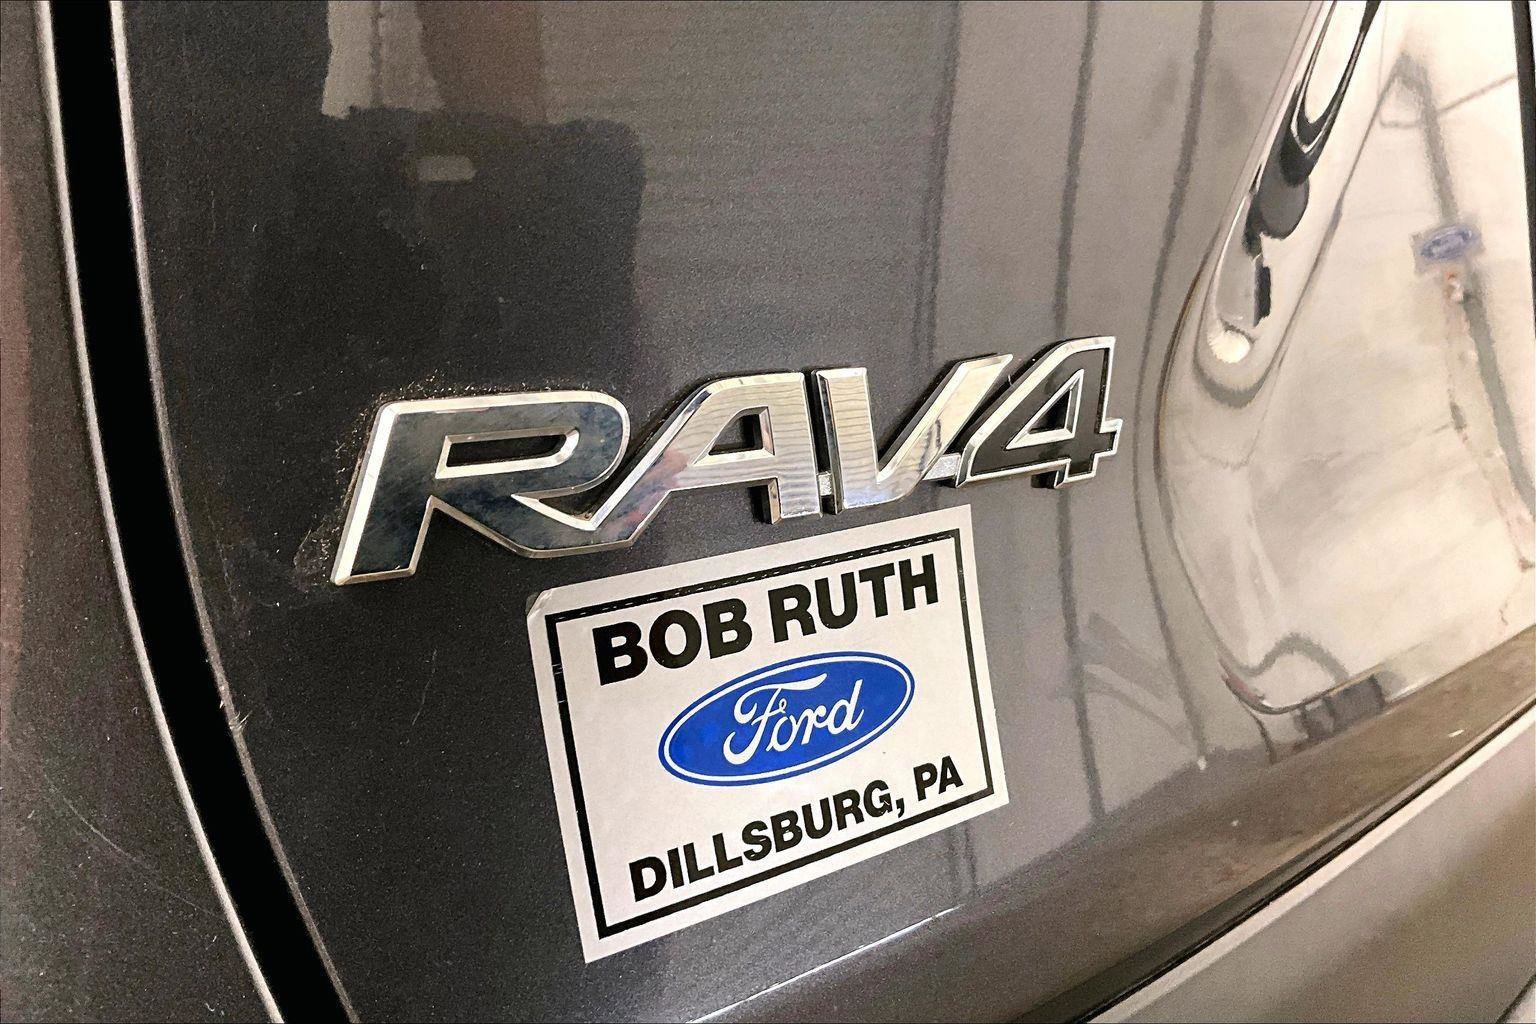 RAV4
BOB RUTH
Ford
DILLSBURG, PA